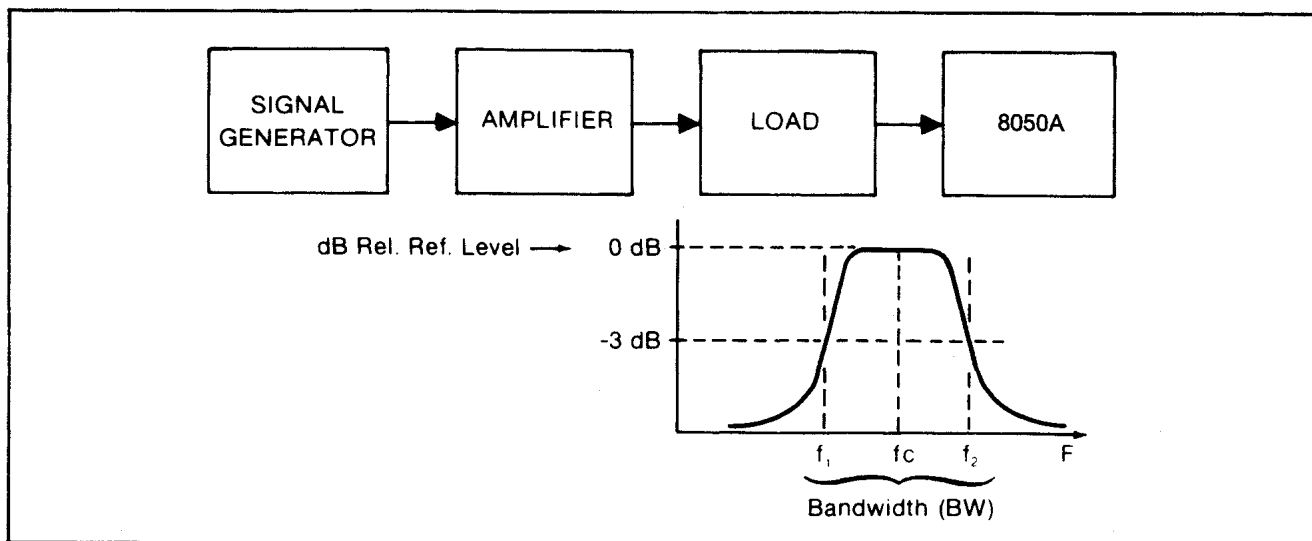 SIGNAL
GENERATOR
AMPLIFIER
LOAD
8050A
dB Rel. Ref. Level
0 dB
-3 dB
f₁
fc
f₂
F
Bandwidth (BW)